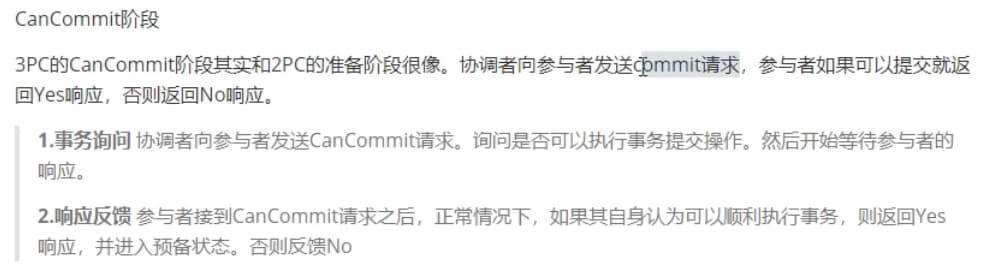 CanCommit阶段
3PC的CanCommit阶段其实和2PC的准备阶段很像。协调者向参与者发送commit请求，参与者如果可以提交就返
回Yes响应，否则返回No响应。
1.事务询问 协调者向参与者发送CanCommit请求。询问是否可以执行事务提交操作。然后开始等待参与者的
响应。
2.响应反馈 参与者接到CanCommit请求之后，正常情况下，如果其自身认为可以顺利执行事务，则返回Yes
响应，并进入预备状态。否则反馈No